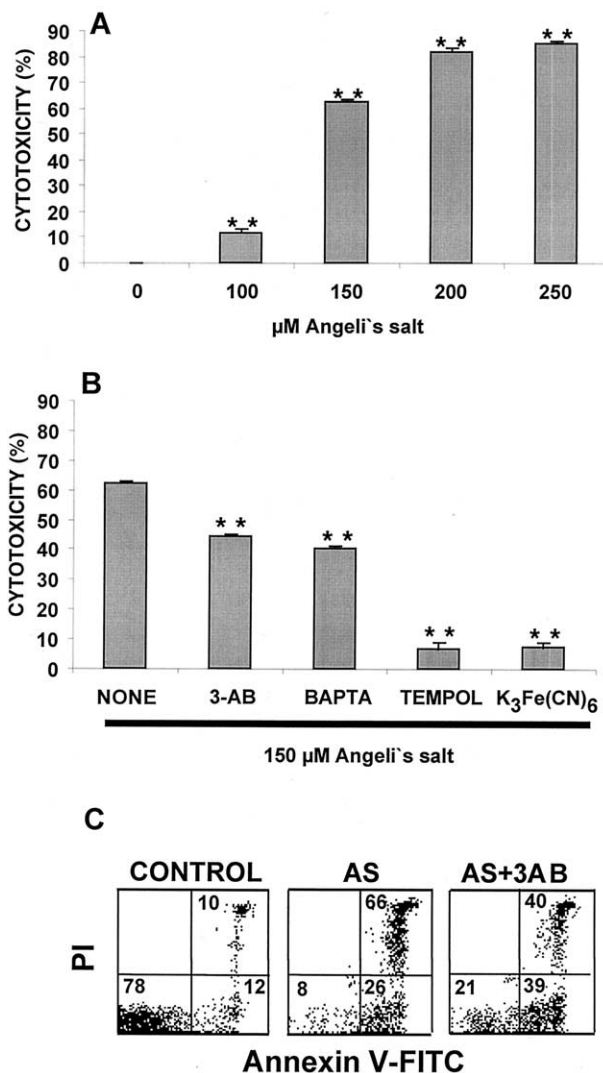 A
CYTOTOXICITY (%)
90
80
70
60
50
40
30
20
10
0
** ** ** **
0 100 150 200 250
µM Angeli`s salt
B
CYTOTOXICITY (%)
90
80
70
60
50
40
30
20
10
0
** ** ** **
NONE 3-AB BAPTA TEMPOL K3Fe(CN)6
150 µM Angeli`s salt
C
CONTROL AS AS+3AB
PI
10 66 40
78 12 8 26 21 39
Annexin V-FITC